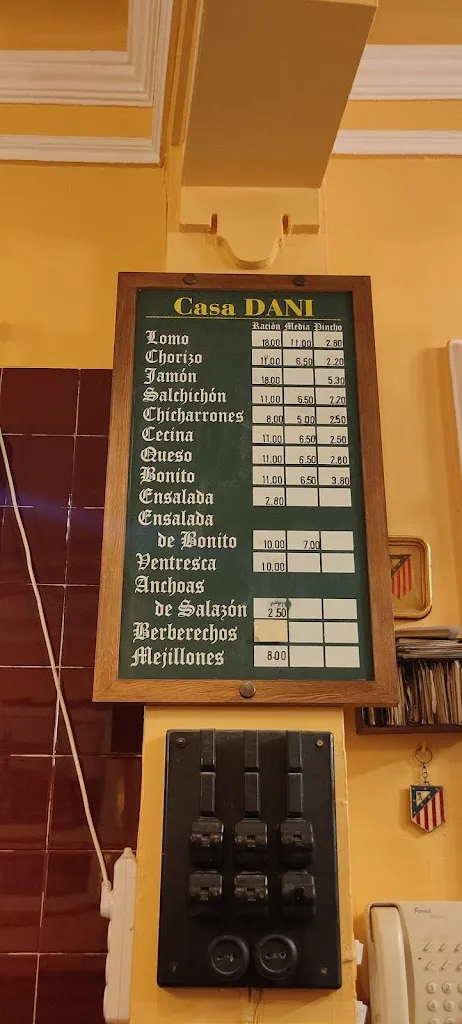 Casa DANI
Ración Media Pincho
Lomo 18.00 11.00 2.80
Chorizo 11.00 6.50 2.20
Jamón 18.00 5.30
Salchichón 11.00 6.50 2.20
Chicharrones 8.00 5.00 2.50
Cecina 11.00 6.50 2.50
Queso 11.00 6.50 2.80
Bonito 11.00 6.50 3.80
Ensalada 2.80
Ensalada
de Bonito 10.00 7.00
Ventresca 10.00
Anchoas
de Salazón 2.50
Berberechos
Mejillones 8.00